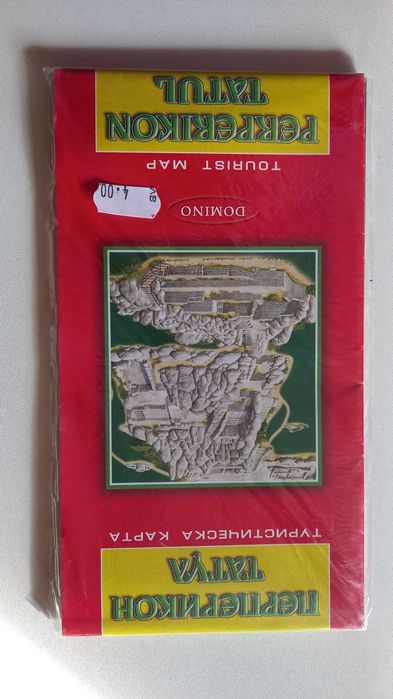 ПЕРПЕРИКОН
ТАТУЛ
ТУРИСТИЧЕСКА КАРТА
DOMINO
4.00
TOURIST MAP
PERPERIKON
TATUL